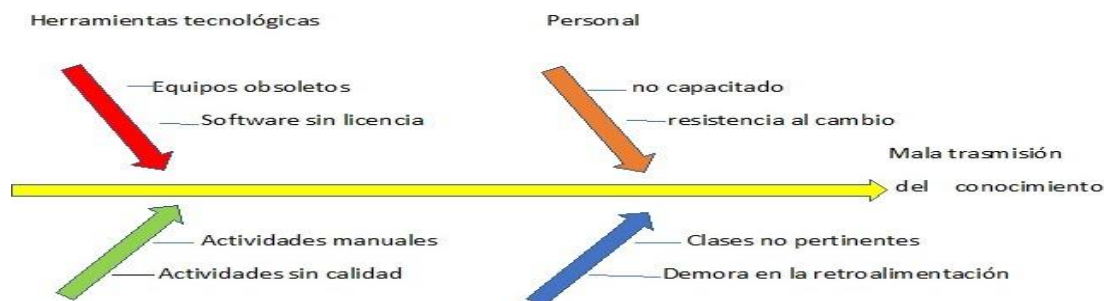 Herramientas tecnológicas
Personal
Equipos obsoletos
Software sin licencia
no capacitado
resistencia al cambio
Mala trasmisión
del conocimiento
Actividades manuales
Actividades sin calidad
Clases no pertinentes
Demora en la retroalimentación